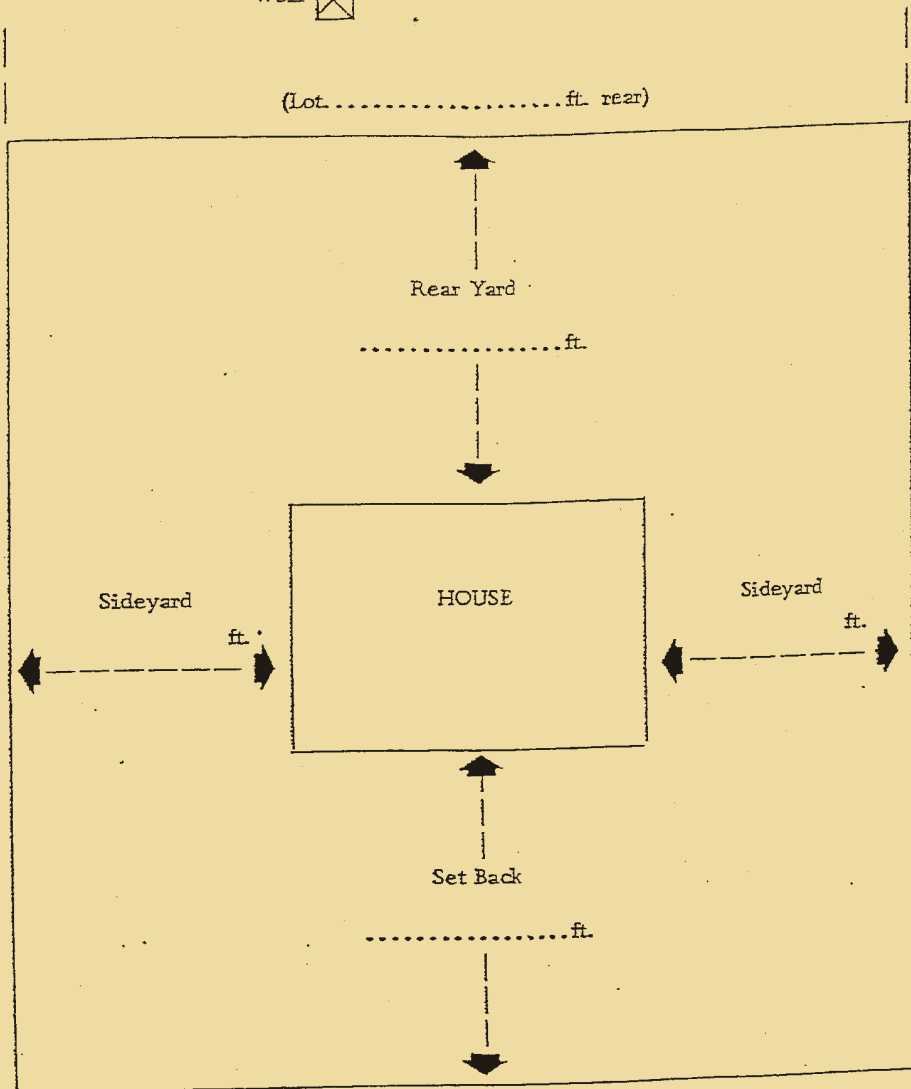 (Lot.......................ft. rear)
Rear Yard
....................ft.
Sideyard
ft.
HOUSE
Sideyard
ft.
Set Back
....................ft.